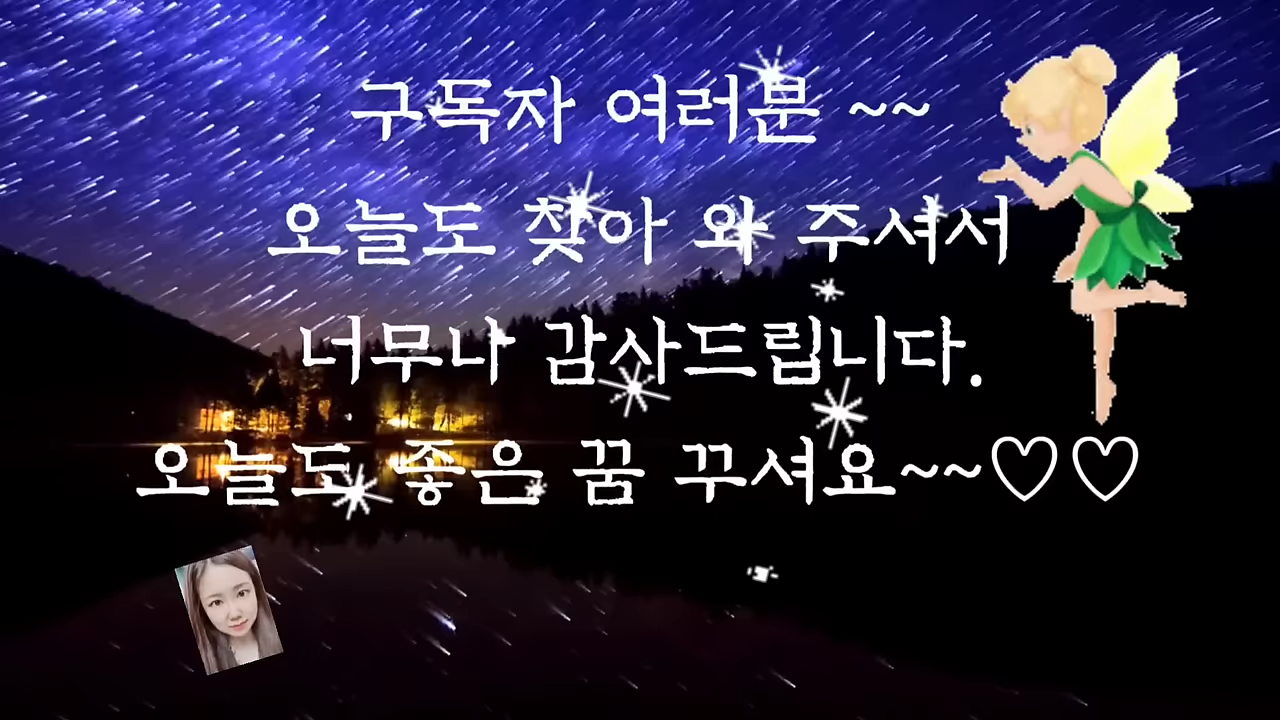 구독자 여러분 ~~
오늘도 찾아 와 주셔서
너무나 감사드립니다.
오늘도 좋은 꿈 꾸셔요~~♡♡